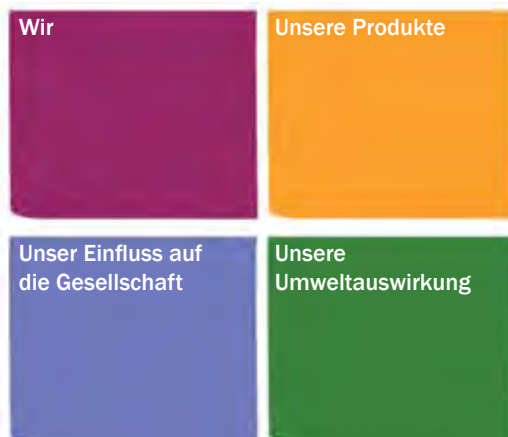 Wir
Unsere Produkte
Unser Einfluss auf
die Gesellschaft
Unsere
Umweltauswirkung